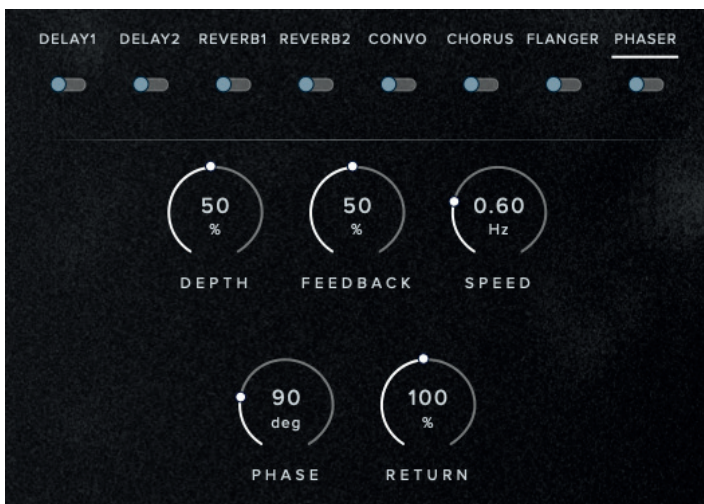 DELAY1 DELAY2 REVERB1 REVERB2 CONVO CHORUS FLANGER PHASER
50 50 0.60
% % Hz
DEPTH FEEDBACK SPEED
90 100
deg %
PHASE RETURN